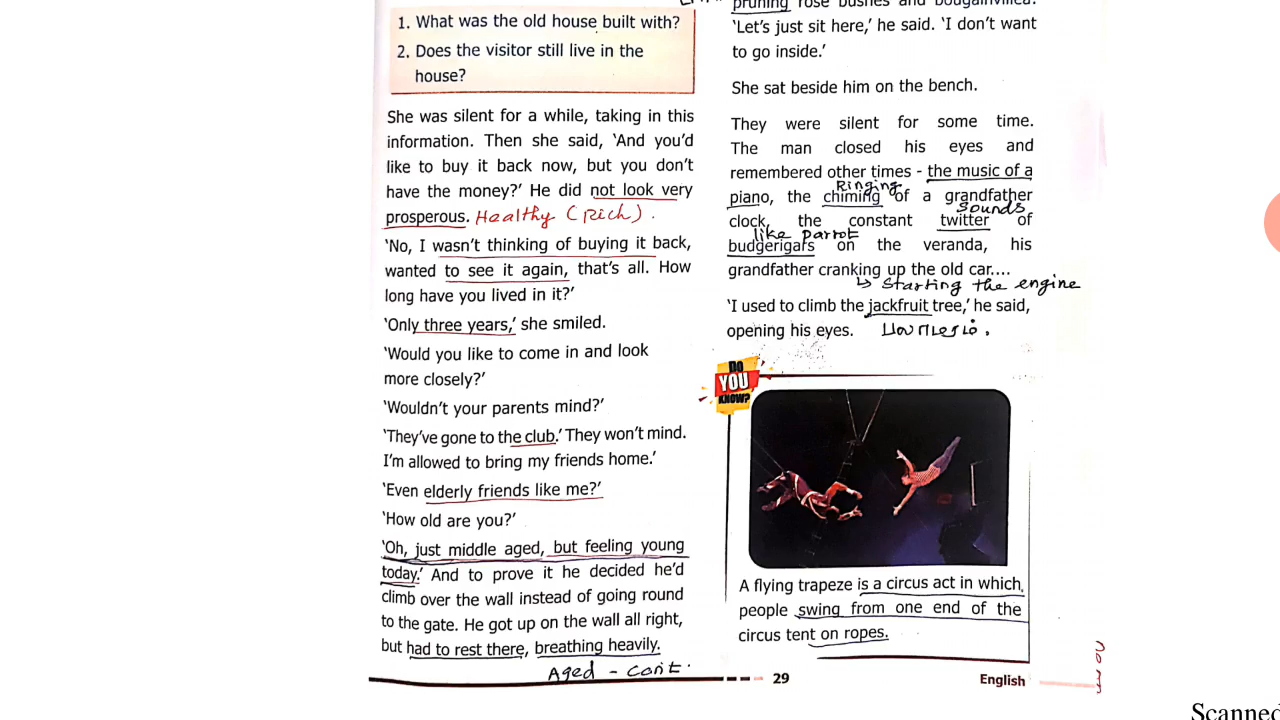 1. What was the old house built with?
2. Does the visitor still live in the
house?
She was silent for a while, taking in this
information. Then she said, ‘And you’d
like to buy it back now, but you don’t
have the money?’ He did not look very
prosperous. Healthy (Rich).
‘No, I wasn’t thinking of buying it back,
wanted to see it again, that’s all. How
long have you lived in it?’
‘Only three years,’ she smiled.
‘Would you like to come in and look
more closely?’
‘Wouldn’t your parents mind?’
‘They’ve gone to the club.’ They won’t mind.
I’m allowed to bring my friends home.’
‘Even elderly friends like me?’
‘How old are you?’
‘Oh, just middle aged, but feeling young
today.’ And to prove it he decided he’d
climb over the wall instead of going round
to the gate. He got up on the wall all right,
but had to rest there, breathing heavily.
Aged - cont.
pruning rose bushes and bougainvillea.
‘Let’s just sit here,’ he said. ‘I don’t want
to go inside.’
She sat beside him on the bench.
They were silent for some time.
The man closed his eyes and
remembered other times - the music of a
Ringing
piano, the chiming of a grandfather
sounds
clock, the constant twitter of
like parrot
budgerigars on the veranda, his
grandfather cranking up the old car....
↳ Starting the engine
‘I used to climb the jackfruit tree,’ he said,
opening his eyes. பலாமரம்.
DO
YOU
KNOW?
A flying trapeze is a circus act in which,
people swing from one end of the
circus tent on ropes.
29
English
Scanned